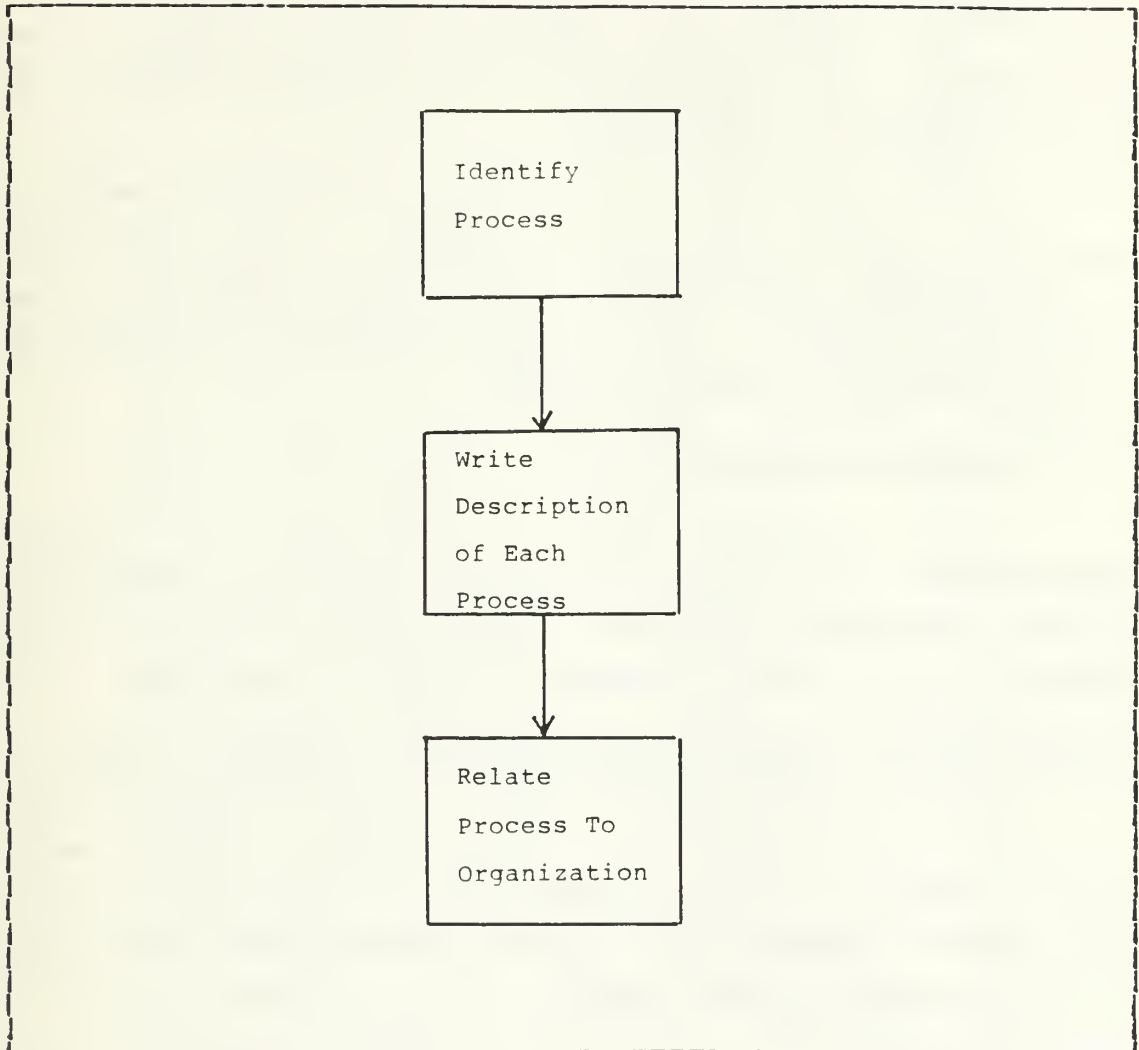 Identify
Process
Write
Description
of Each
Process
Relate
Process To
Organization